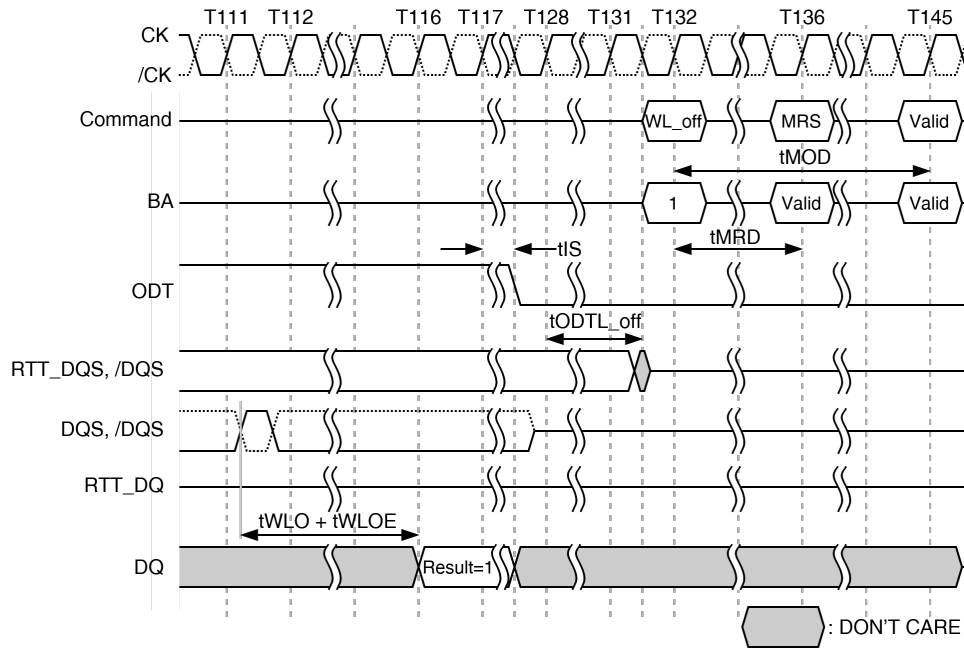 T111 T112 T116 T117 T128 T131 T132 T136 T145
CK
/CK
Command WL_off MRS Valid
tMOD
BA 1 Valid Valid
tIS tMRD
ODT
tODTL_off
RTT_DQS, /DQS
DQS, /DQS
RTT_DQ
tWLO + tWLOE
DQ Result=1
: DON'T CARE